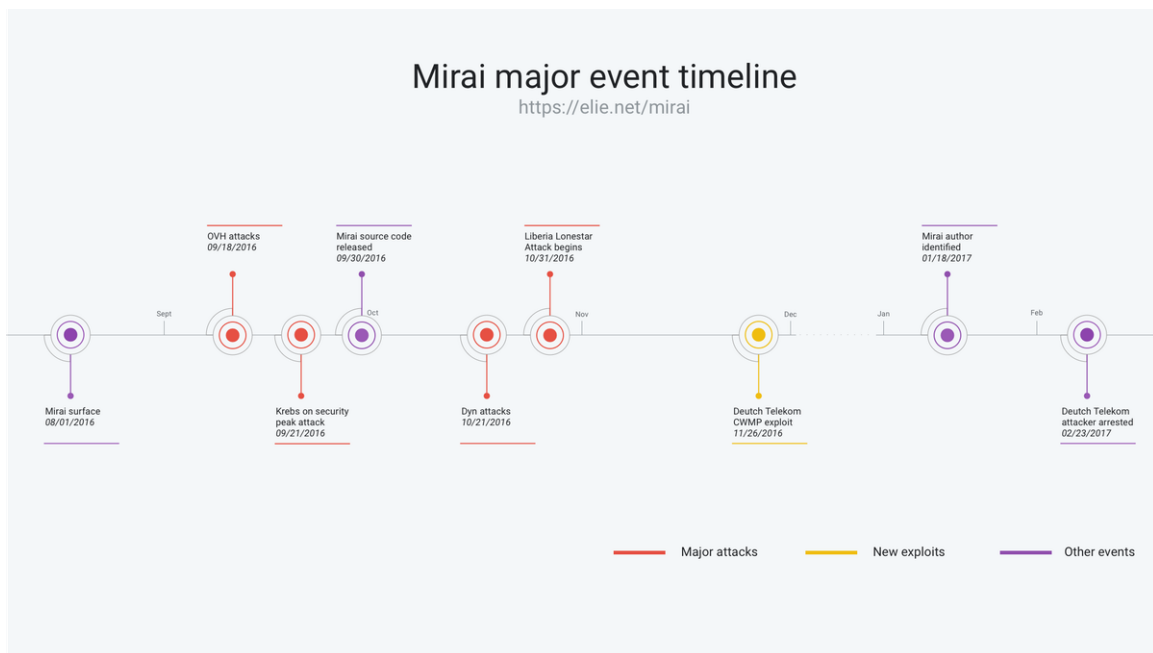 Mirai major event timeline
https://elie.net/mirai
OVH attacks
09/18/2016
Mirai source code
released
09/30/2016
Liberia Lonestar
Attack begins
10/31/2016
Mirai author
identified
01/18/2017
Sept
Oct
Nov
Dec
Jan
Feb
Mirai surface
08/01/2016
Krebs on security
peak attack
09/21/2016
Dyn attacks
10/21/2016
Deutch Telekom
CWMP exploit
11/26/2016
Deutch Telekom
attacker arrested
02/23/2017
Major attacks
New exploits
Other events